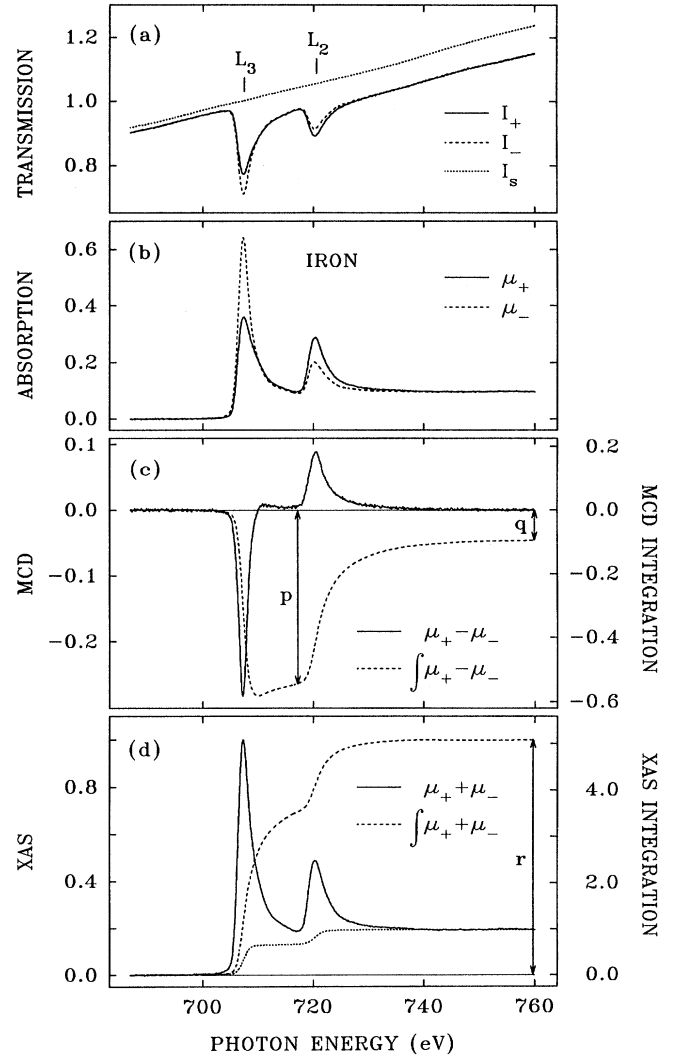 (a)
L₃
L₂
1.2
1.0
0.8
TRANSMISSION
I₊
I₋
Iₛ
(b)
IRON
0.6
0.4
0.2
0.0
ABSORPTION
μ₊
μ₋
(c)
0.1
0.0
-0.1
-0.2
MCD
p
q
μ₊−μ₋
∫μ₊−μ₋
0.2
0.0
-0.2
-0.4
-0.6
MCD INTEGRATION
(d)
0.8
0.4
0.0
XAS
μ₊+μ₋
∫μ₊+μ₋
r
4.0
2.0
0.0
XAS INTEGRATION
700 720 740 760
PHOTON ENERGY (eV)